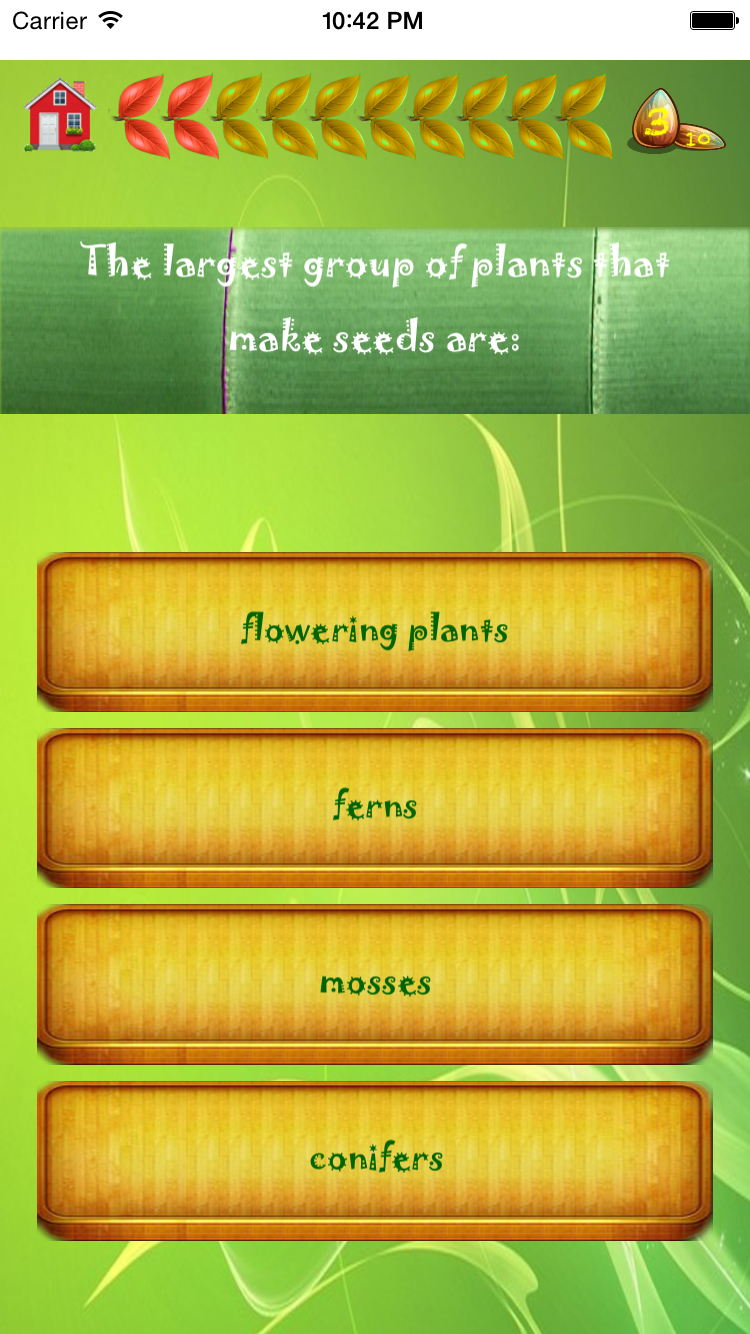 Carrier 10:42 PM
3 10
The largest group of plants that
make seeds are:
flowering plants
ferns
mosses
conifers